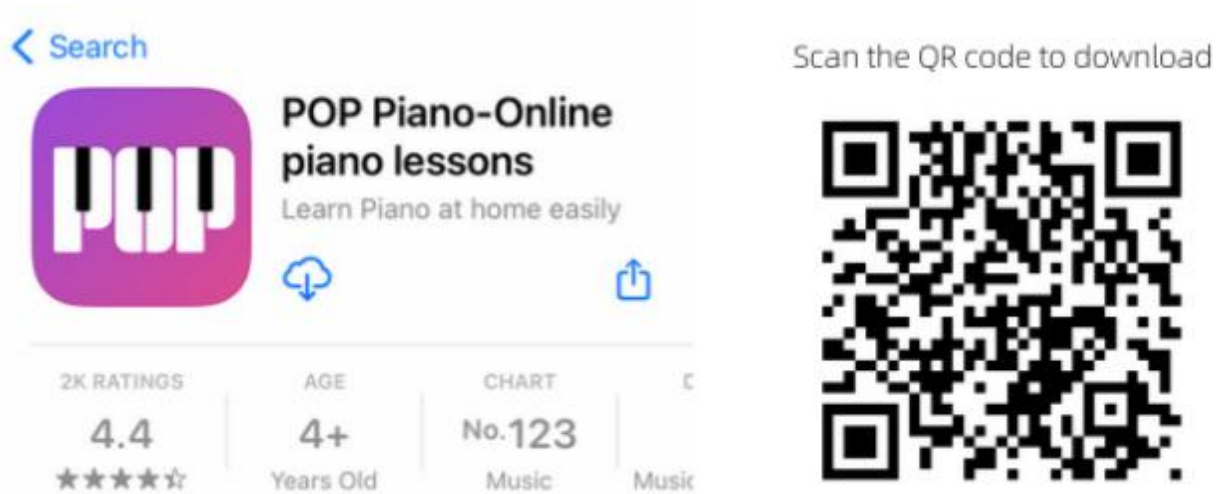 Search
POP
POP Piano-Online
piano lessons
Learn Piano at home easily
2K RATINGS
4.4
AGE
4+
Years Old
CHART
No.123
Music
Music
Scan the QR code to download